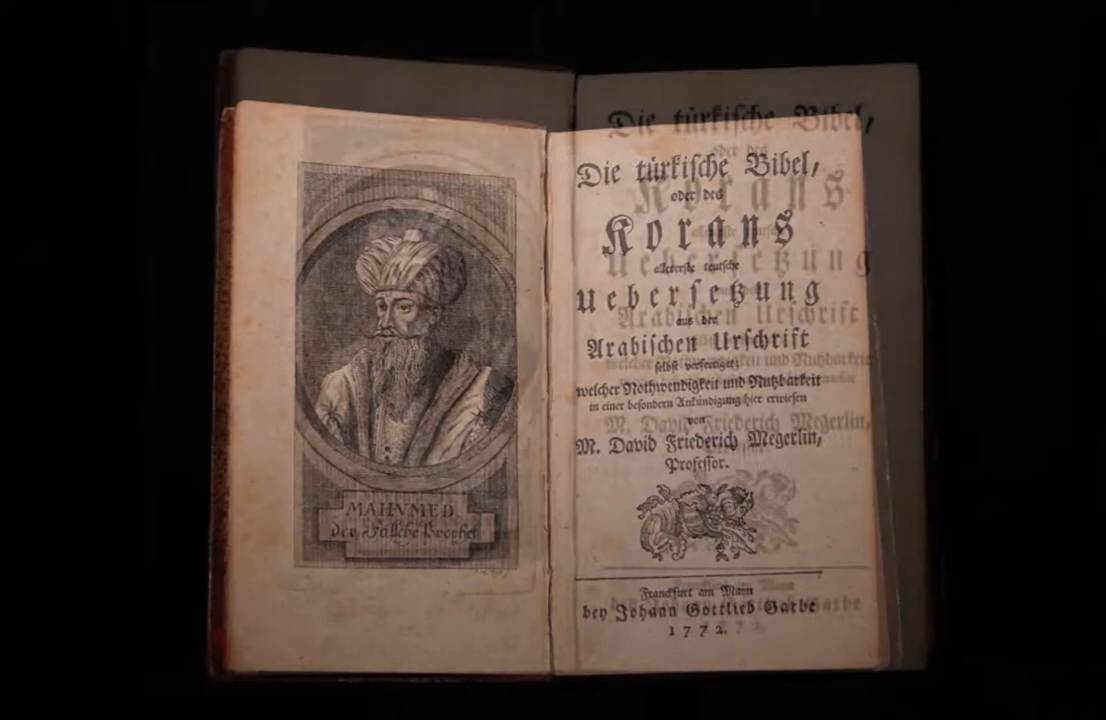 MAHVMED
der Falsche Prophet
Die türkische Bibel,
oder des
Korans
allererste teutsche
Uebersetzung
aus der
Arabischen Urschrift
selbst verfertiget;
welcher Nothwendigkeit und Nutzbarkeit
in einer besondern Ankündigung hier erwiesen
von
M. David Friederich Megerlin,
Professor.
Franckfurt am Mayn
bey Johann Gottlieb Garbe
1772.